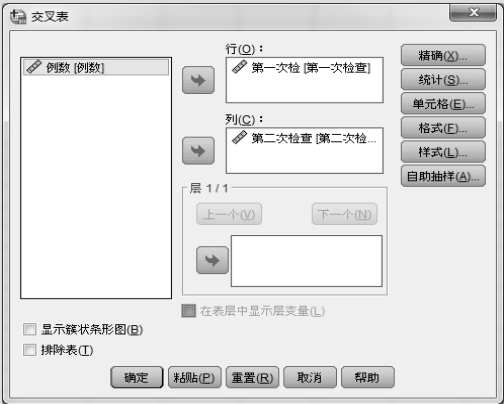 交叉表
例数 [例数]
行(O)：
第一次检 [第一次检查]
列(C)：
第二次检查 [第二次检...
层 1/1
上一个(V)
下一个(N)
在表层中显示层变量(L)
精确(X)...
统计(S)...
单元格(E)...
格式(F)...
样式(L)...
自助抽样(A)...
显示簇状条形图(B)
排除表(T)
确定
粘贴(P)
重置(R)
取消
帮助